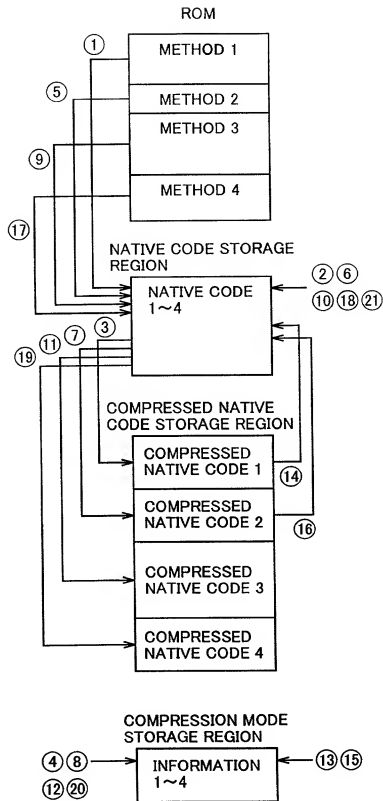 ROM
① METHOD 1
⑤ METHOD 2
⑨ METHOD 3
⑰ METHOD 4
NATIVE CODE STORAGE
REGION
NATIVE CODE
1~4
② ⑥
⑩ ⑱ ㉑
③
⑦
⑪
⑲
COMPRESSED NATIVE
CODE STORAGE REGION
COMPRESSED
NATIVE CODE 1
⑭
COMPRESSED
NATIVE CODE 2
⑯
COMPRESSED
NATIVE CODE 3
COMPRESSED
NATIVE CODE 4
COMPRESSION MODE
STORAGE REGION
④ ⑧
⑫ ⑳
INFORMATION
1~4
⑬ ⑮